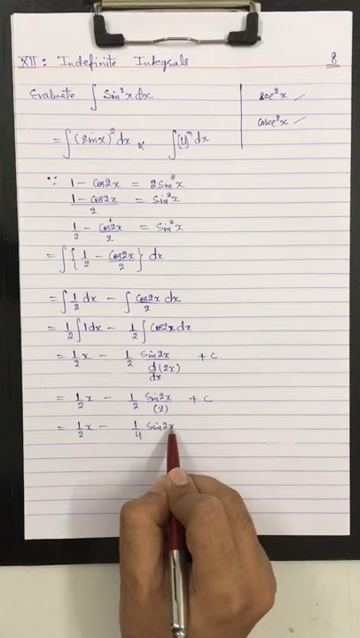 XII : Indefinite Integrals 8
Evaluate ∫ Sin²x dx
sec²x ✓
cosec²x ✓
= ∫ (sinx)² dx ∫ (y)ⁿ dx
∵ 1 - Cos2x = 2Sin²x
1 - Cos2x / 2 = Sin²x
1/2 - Cos2x/2 = Sin²x
= ∫ { 1/2 - Cos2x/2 } dx
= ∫ 1/2 dx - ∫ Cos2x/2 dx
= 1/2 ∫ 1 dx - 1/2 ∫ Cos2x dx
= 1/2 x - 1/2 Sin2x / d/dx (2x) + C
= 1/2 x - 1/2 Sin2x / (2) + C
= 1/2 x - 1/4 Sin2x